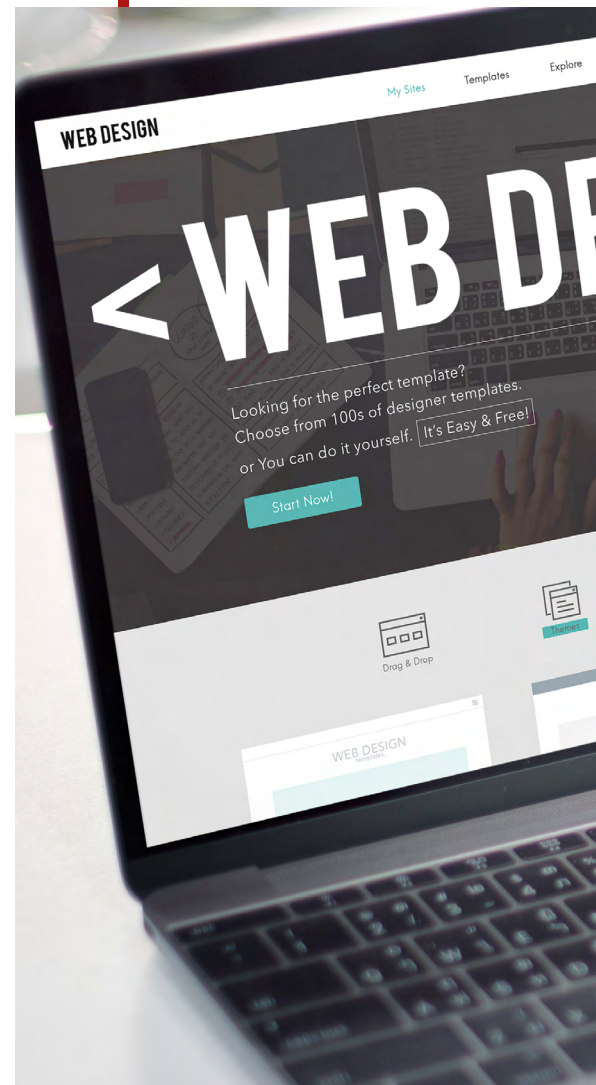 My Sites Templates Explore
WEB DESIGN
<WEB DE
Looking for the perfect template?
Choose from 100s of designer templates.
or You can do it yourself. It's Easy & Free!
Start Now!
Drag & Drop
Themes
WEB DESIGN
templates